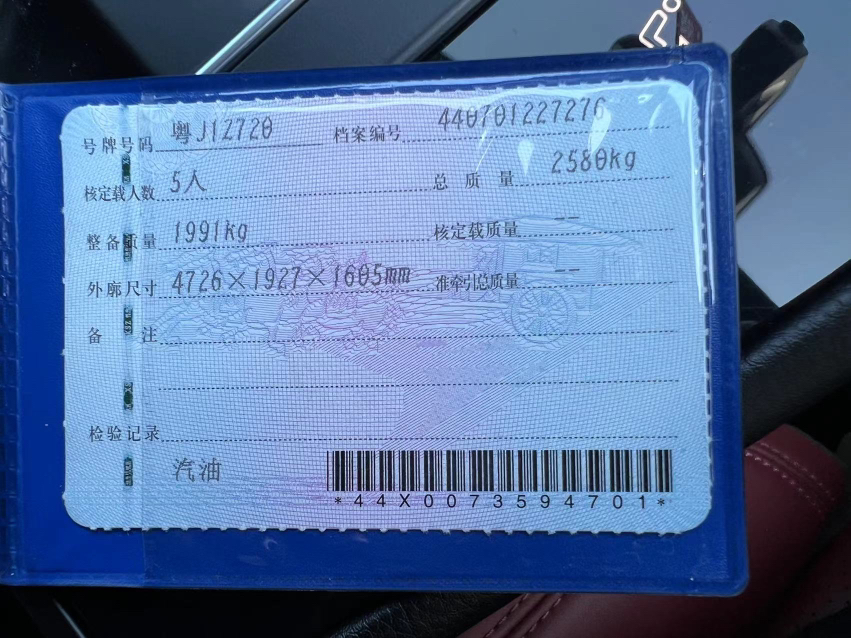 号牌号码 粤J1Z720 档案编号 440701227276
核定载人数 5人 总质量 2580kg
整备质量 1991kg 核定载质量 --
外廓尺寸 4726×1927×1605mm 准牵引总质量 --
备注
检验记录
汽油
*44X0073594701*